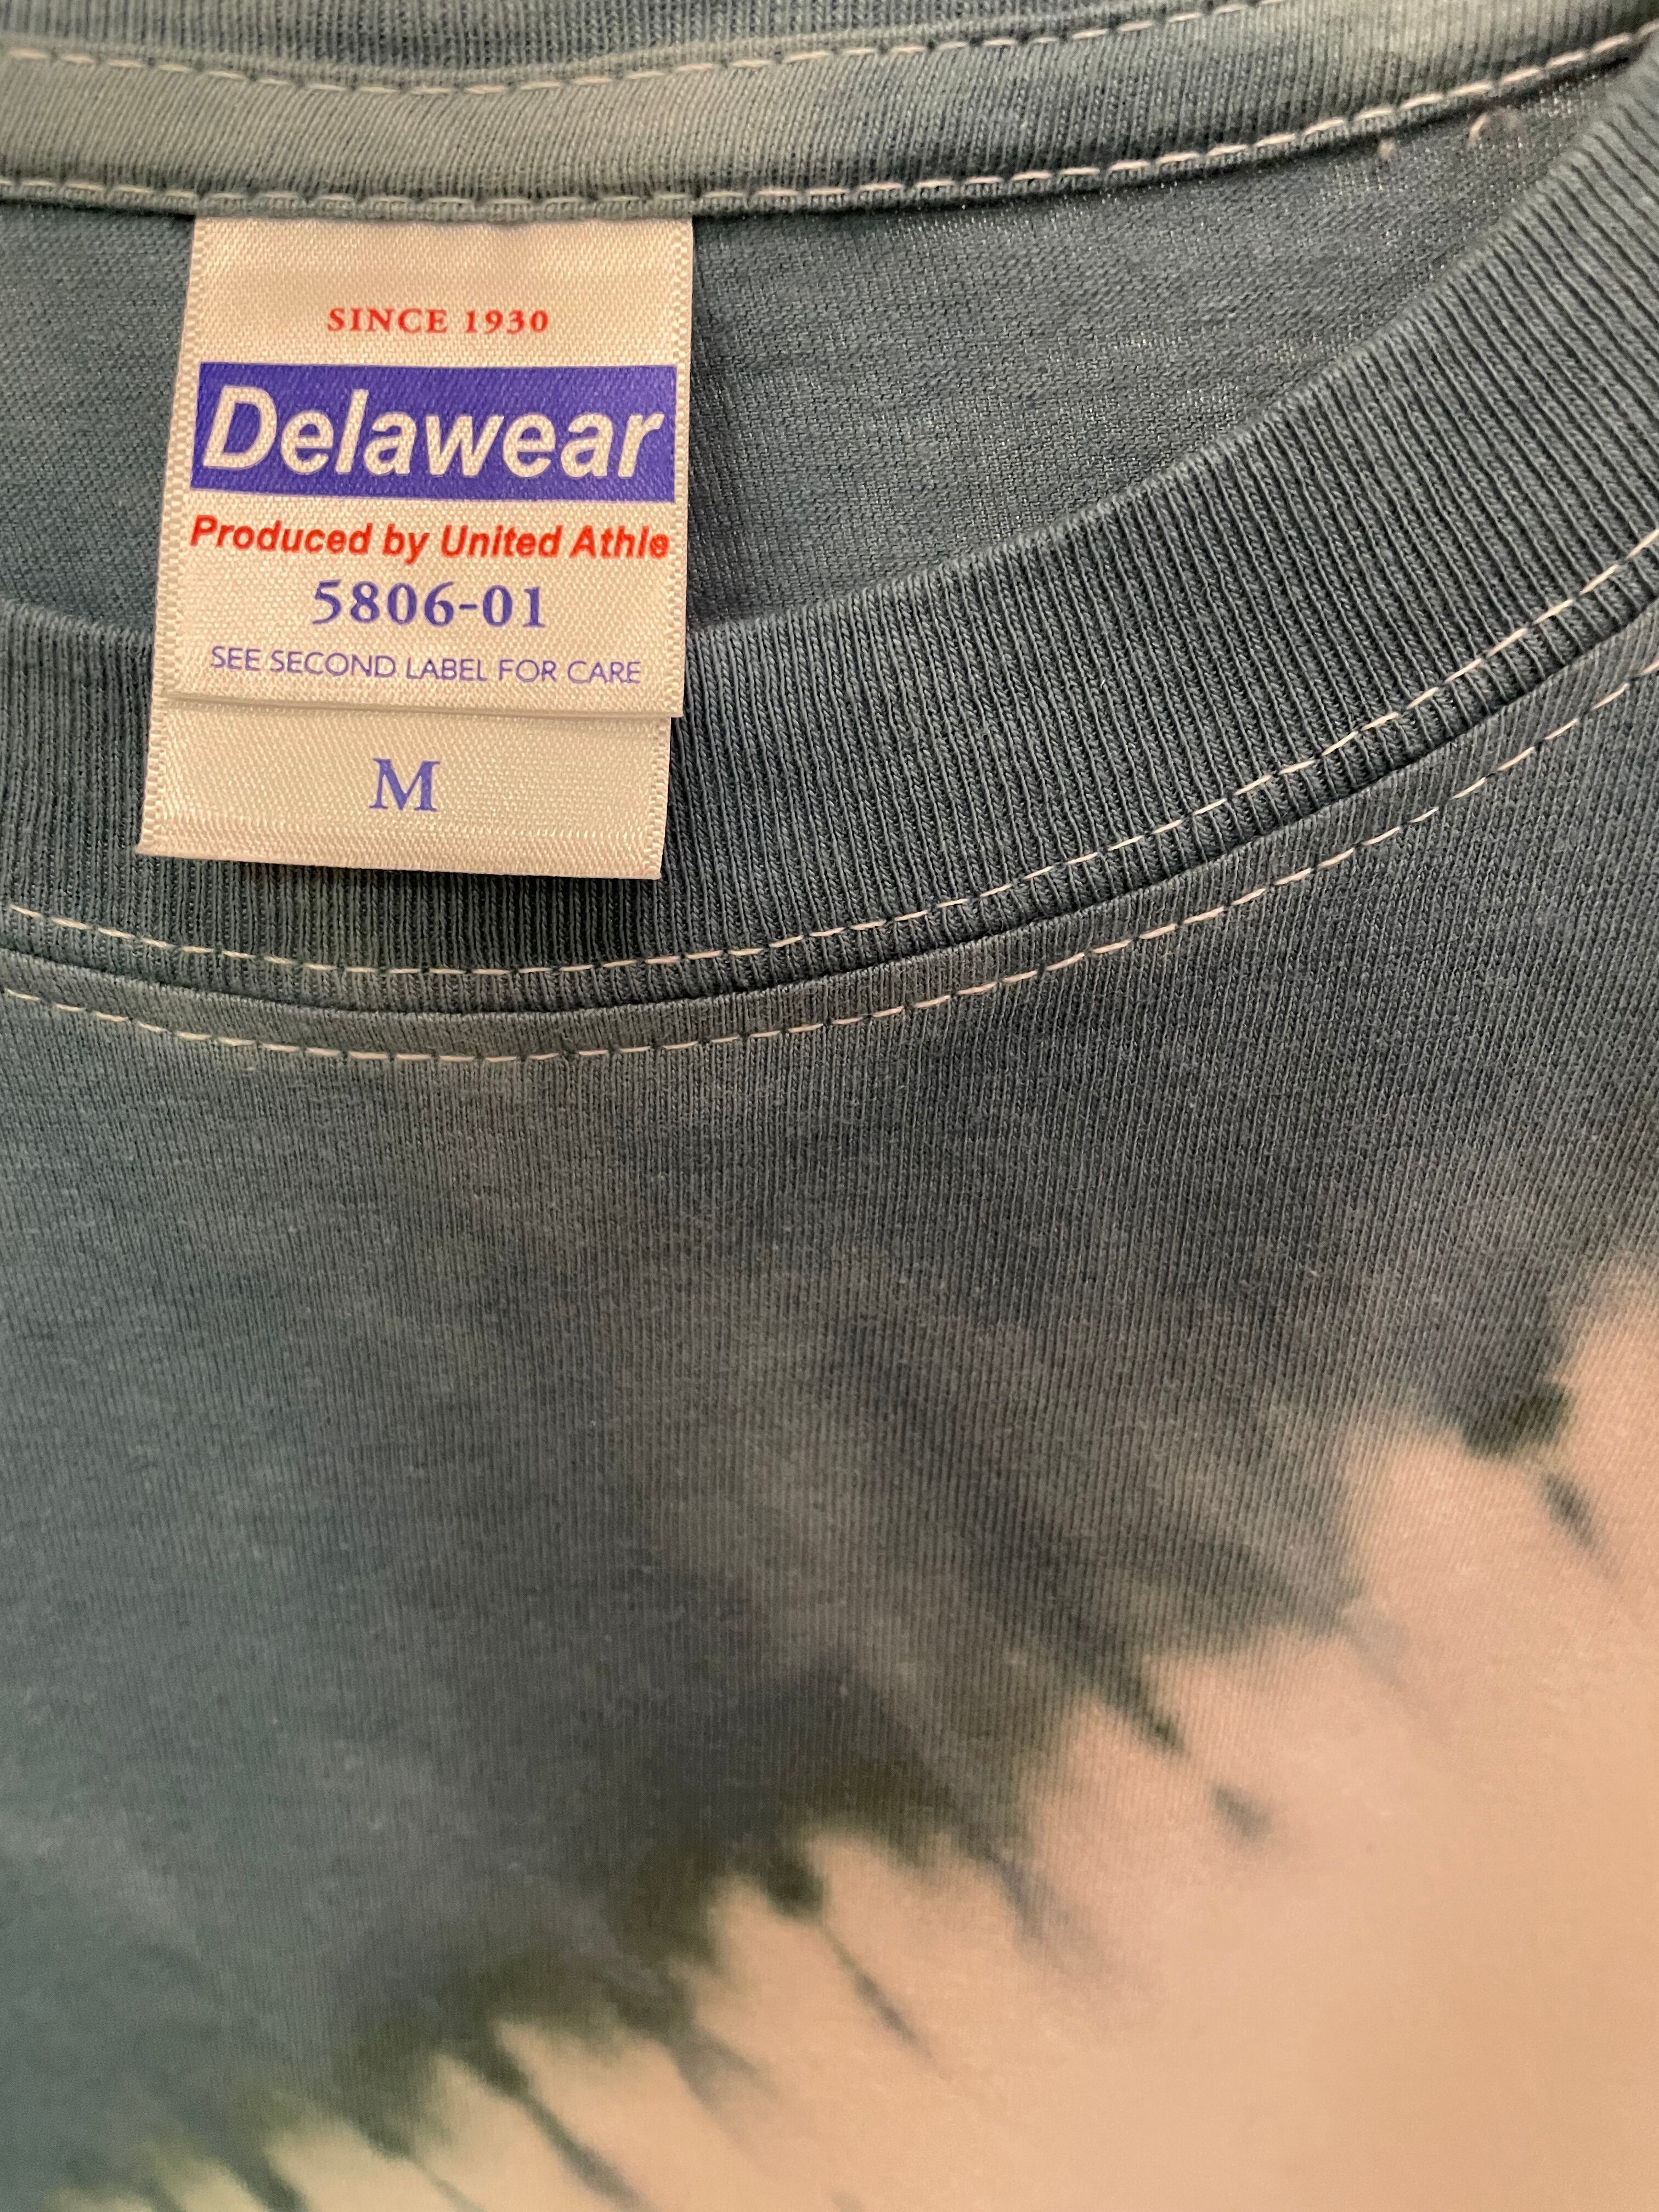 SINCE 1930
Delawear
Produced by United Athle
5806-01
SEE SECOND LABEL FOR CARE
M